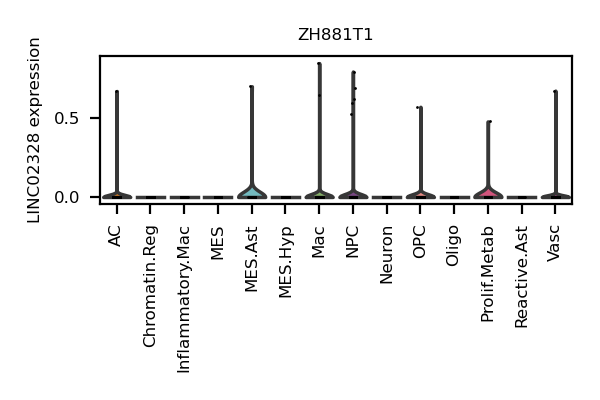 ZH881T1
LINC02328 expression
0.5
0.0
AC
Chromatin.Reg
Inflammatory.Mac
MES
MES.Ast
MES.Hyp
Mac
NPC
Neuron
OPC
Oligo
Prolif.Metab
Reactive.Ast
Vasc